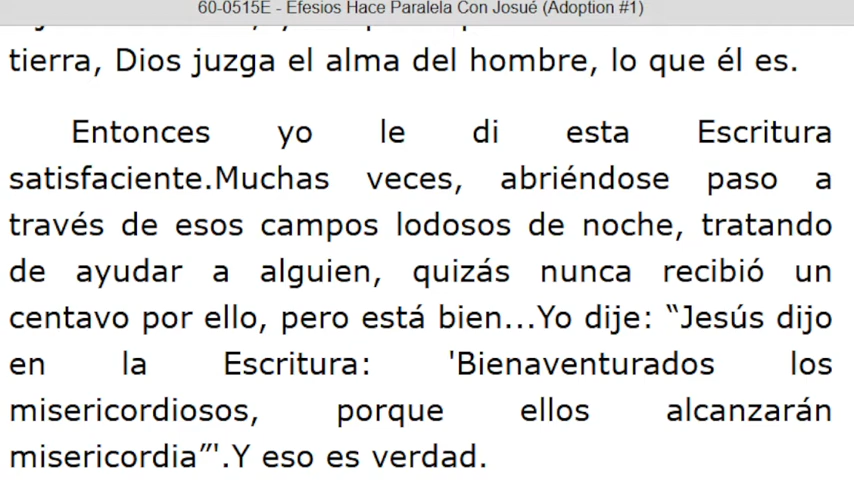 60-0515E - Efesios Hace Paralela Con Josué (Adoption #1)
tierra, Dios juzga el alma del hombre, lo que él es.
Entonces yo le di esta Escritura
satisfaciente.Muchas veces, abriéndose paso a
través de esos campos lodosos de noche, tratando
de ayudar a alguien, quizás nunca recibió un
centavo por ello, pero está bien...Yo dije: “Jesús dijo
en la Escritura: 'Bienaventurados los
misericordiosos, porque ellos alcanzarán
misericordia”'.Y eso es verdad.